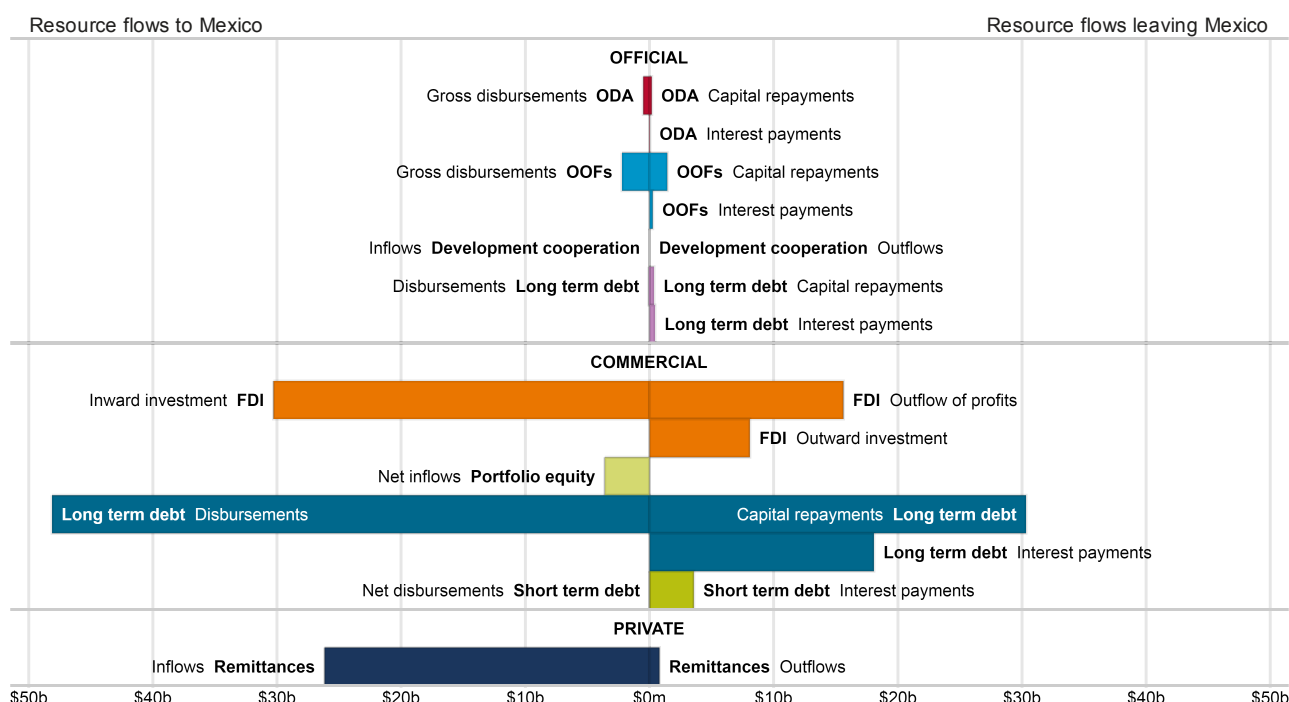 Resource flows to Mexico Resource flows leaving Mexico
OFFICIAL
Gross disbursements ODA ODA Capital repayments
ODA Interest payments
Gross disbursements OOFs OOFs Capital repayments
OOFs Interest payments
Inflows Development cooperation Development cooperation Outflows
Disbursements Long term debt Long term debt Capital repayments
Long term debt Interest payments
COMMERCIAL
Inward investment FDI FDI Outflow of profits
FDI Outward investment
Net inflows Portfolio equity
Long term debt Disbursements Capital repayments Long term debt
Long term debt Interest payments
Net disbursements Short term debt Short term debt Interest payments
PRIVATE
Inflows Remittances Remittances Outflows
$50b $40b $30b $20b $10b $0m $10b $20b $30b $40b $50b